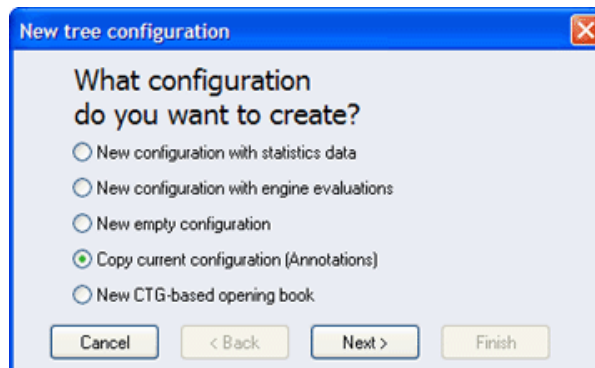 New tree configuration
What configuration
do you want to create?
New configuration with statistics data
New configuration with engine evaluations
New empty configuration
Copy current configuration (Annotations)
New CTG-based opening book
Cancel < Back Next > Finish